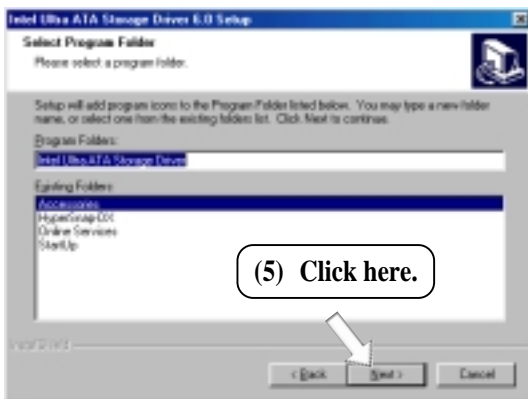 Intel Ultra ATA Storage Driver 6.0 Setup
Select Program Folder
Please select a program folder.
Setup will add program icons to the Program Folder listed below. You may type a new folder
name, or select one from the existing folders list. Click Next to continue.
Program Folders:
Intel Ultra ATA Storage Driver
Existing Folders:
Accessories
HyperSnap-DX
Online Services
StartUp
(5) Click here.
InstallShield
< Back
Next >
Cancel